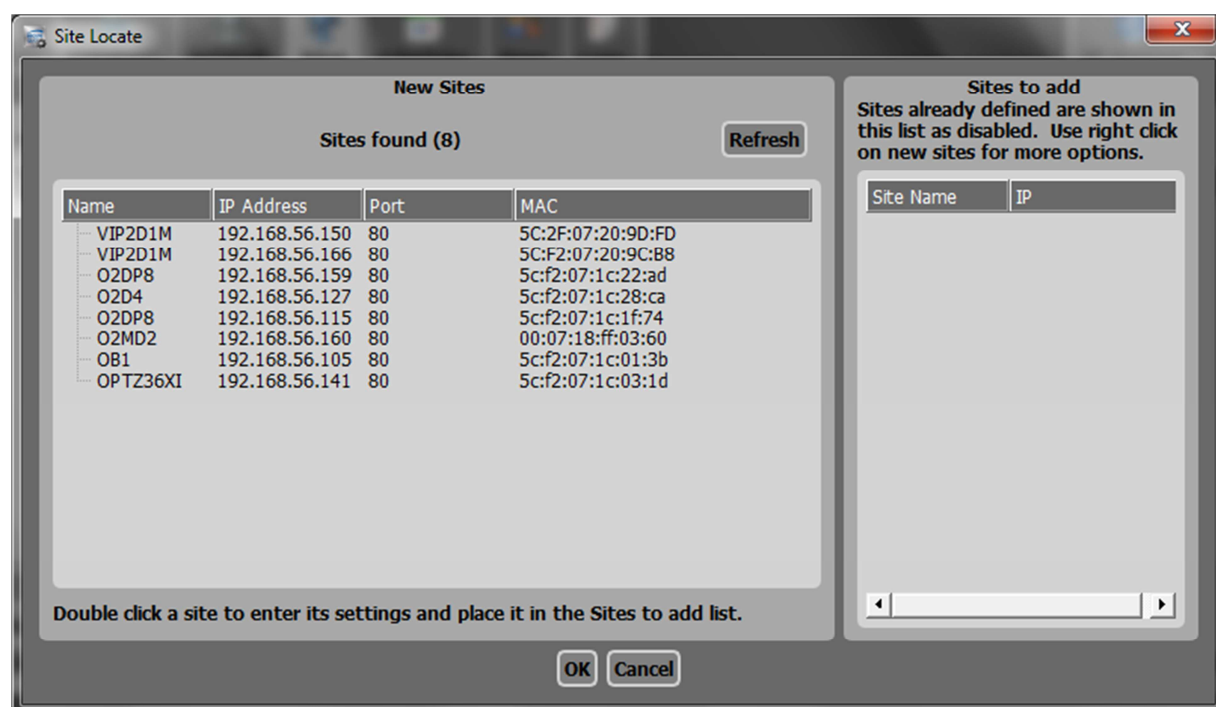 Site Locate
New Sites
Sites found (8)
Refresh
Name IP Address Port MAC
VIP2D1M 192.168.56.150 80 5C:2F:07:20:9D:FD
VIP2D1M 192.168.56.166 80 5C:F2:07:20:9C:B8
O2DP8 192.168.56.159 80 5c:f2:07:1c:22:ad
O2D4 192.168.56.127 80 5c:f2:07:1c:28:ca
O2DP8 192.168.56.115 80 5c:f2:07:1c:1f:74
O2MD2 192.168.56.160 80 00:07:18:ff:03:60
OB1 192.168.56.105 80 5c:f2:07:1c:01:3b
OPTZ36XI 192.168.56.141 80 5c:f2:07:1c:03:1d
Double click a site to enter its settings and place it in the Sites to add list.
Sites to add
Sites already defined are shown in
this list as disabled. Use right click
on new sites for more options.
Site Name IP
OK Cancel